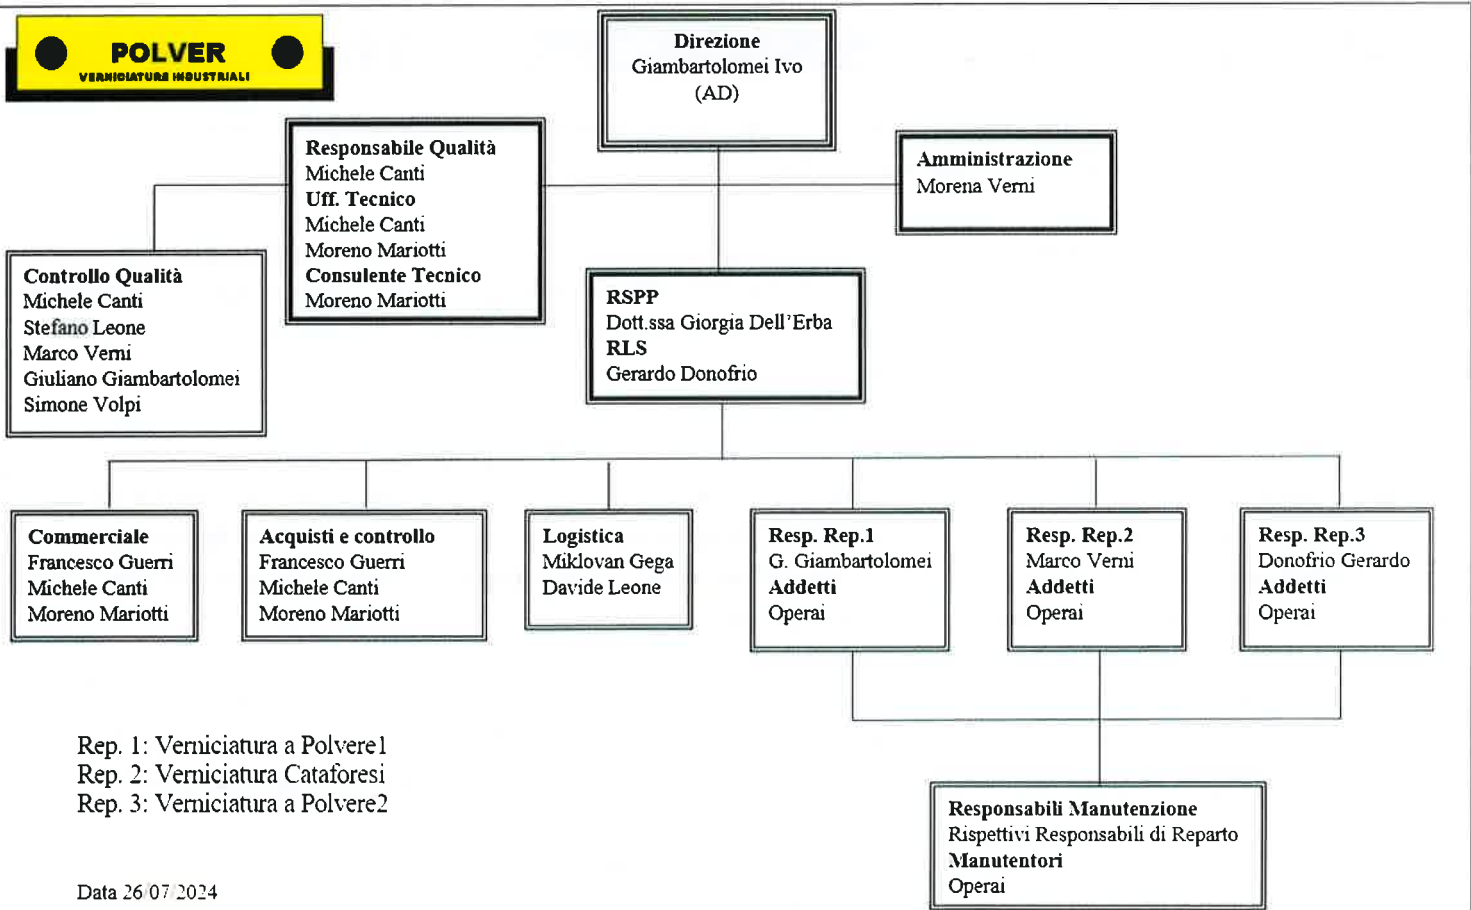 POLVER
VERNICIATURE INDUSTRIALI
Direzione
Giambartolomei Ivo
(AD)
Responsabile Qualità
Michele Canti
Uff. Tecnico
Michele Canti
Moreno Mariotti
Consulente Tecnico
Moreno Mariotti
Amministrazione
Morena Verni
Controllo Qualità
Michele Canti
Stefano Leone
Marco Verni
Giuliano Giambartolomei
Simone Volpi
RSPP
Dott.ssa Giorgia Dell'Erba
RLS
Gerardo Donofrio
Commerciale
Francesco Guerri
Michele Canti
Moreno Mariotti
Acquisti e controllo
Francesco Guerri
Michele Canti
Moreno Mariotti
Logistica
Miklovan Gega
Davide Leone
Resp. Rep.1
G. Giambartolomei
Addetti
Operai
Resp. Rep.2
Marco Verni
Addetti
Operai
Resp. Rep.3
Donofrio Gerardo
Addetti
Operai
Rep. 1: Verniciatura a Polvere1
Rep. 2: Verniciatura Cataforesi
Rep. 3: Verniciatura a Polvere2
Responsabili Manutenzione
Rispettivi Responsabili di Reparto
Manutentori
Operai
Data 26/07/2024